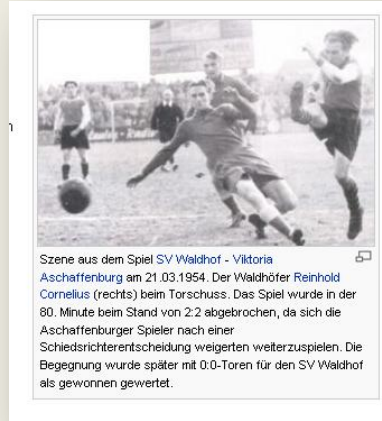 n
Szene aus dem Spiel SV Waldhof - Viktoria
Aschaffenburg am 21.03.1954. Der Waldhöfer Reinhold
Cornelius (rechts) beim Torschuss. Das Spiel wurde in der
80. Minute beim Stand von 2:2 abgebrochen, da sich die
Aschaffenburger Spieler nach einer
Schiedsrichterentscheidung weigerten weiterzuspielen. Die
Begegnung wurde später mit 0:0-Toren für den SV Waldhof
als gewonnen gewertet.